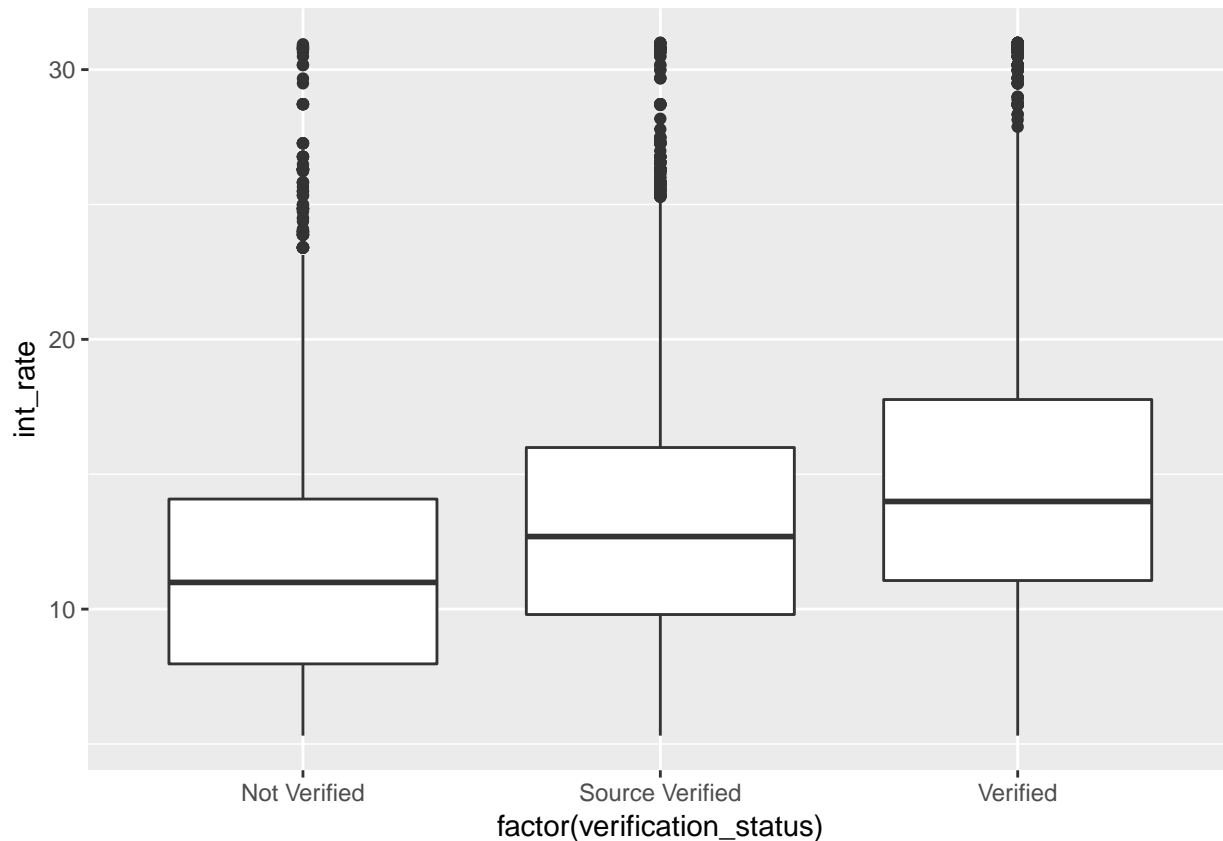 30
20
10
int_rate
Not Verified
Source Verified
Verified
factor(verification_status)